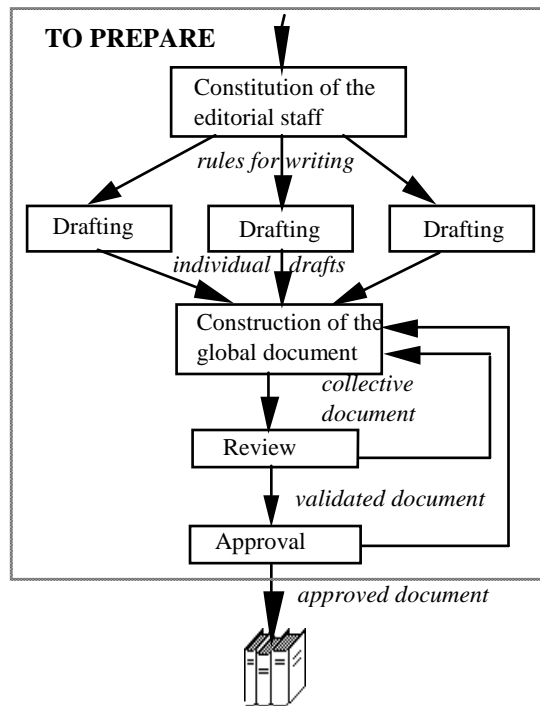 TO PREPARE
Constitution of the
editorial staff
rules for writing
Drafting
Drafting
Drafting
individual drafts
Construction of the
global document
collective
document
Review
validated document
Approval
approved document